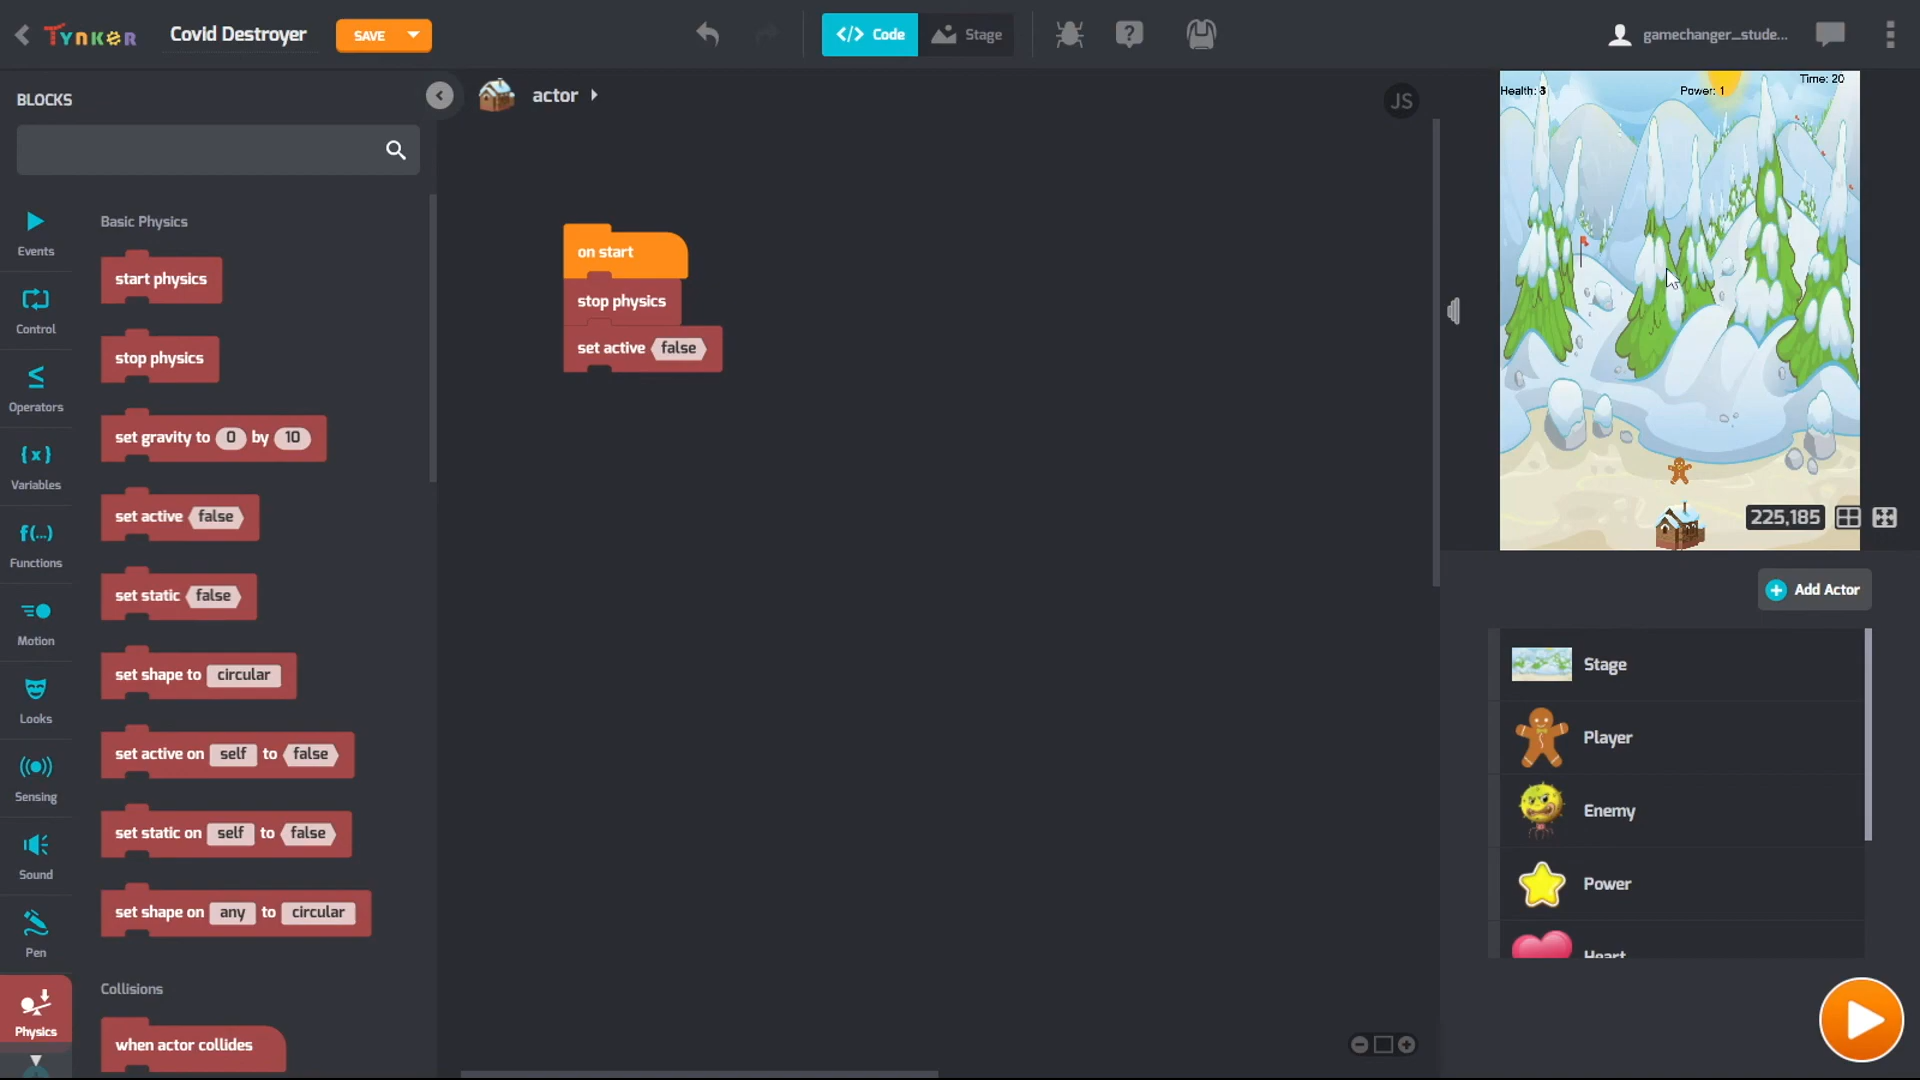 TYNKER
Covid Destroyer
SAVE
</> Code
Stage
?
gamechanger_stude...
BLOCKS
actor
JS
Events
Control
Operators
{x}
Variables
f(...)
Functions
Motion
Looks
Sensing
Sound
Pen
Physics
Basic Physics
start physics
stop physics
set gravity to 0 by 10
set active false
set static false
set shape to circular
set active on self to false
set static on self to false
set shape on any to circular
Collisions
when actor collides
on start
stop physics
set active false
Time: 20
Health: 3
Power: 1
225,185
Add Actor
Stage
Player
Enemy
Power
Heart